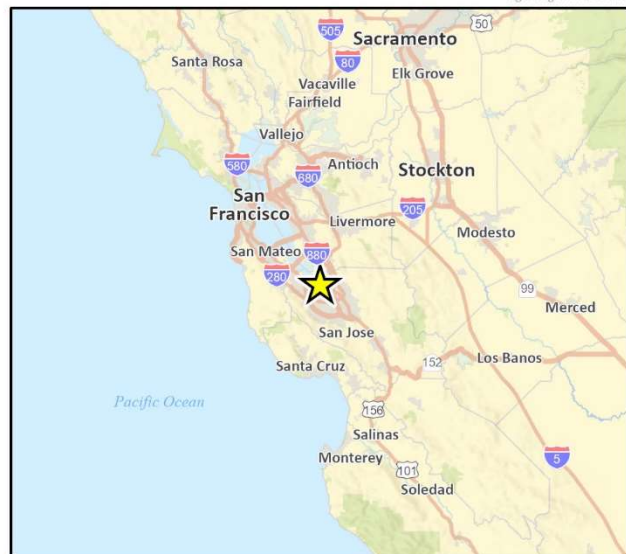 505
50
Sacramento
Santa Rosa
80
Elk Grove
Vacaville
Fairfield
Vallejo
580
Antioch
680
Stockton
San
Francisco
205
Livermore
Modesto
San Mateo
880
280
99
Merced
San Jose
152
Los Banos
Santa Cruz
Pacific Ocean
156
Salinas
Monterey
5
101
Soledad